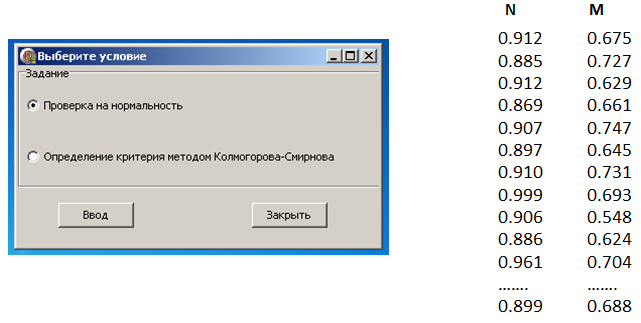 Выберите условие
Задание
Проверка на нормальность
Определение критерия методом Колмогорова-Смирнова
Ввод Закрыть
N M
0.912 0.675
0.885 0.727
0.912 0.629
0.869 0.661
0.907 0.747
0.897 0.645
0.910 0.731
0.999 0.693
0.906 0.548
0.886 0.624
0.961 0.704
....... .......
0.899 0.688